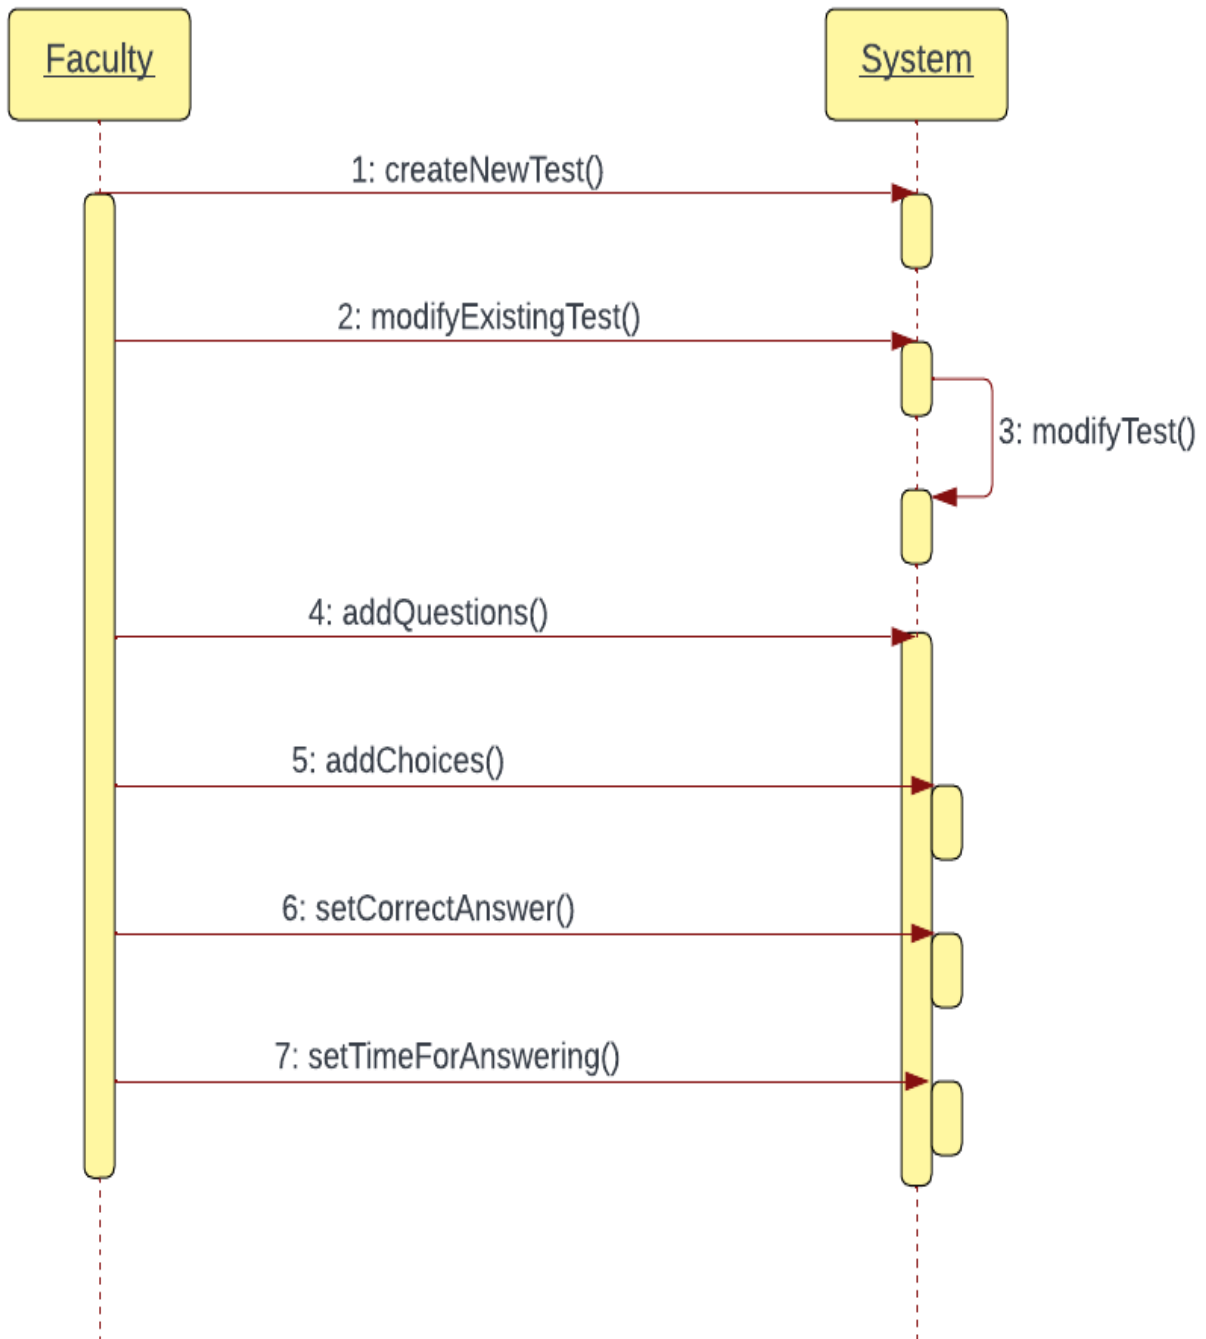 Faculty
System
1: createNewTest()
2: modifyExistingTest()
3: modifyTest()
4: addQuestions()
5: addChoices()
6: setCorrectAnswer()
7: setTimeForAnswering()